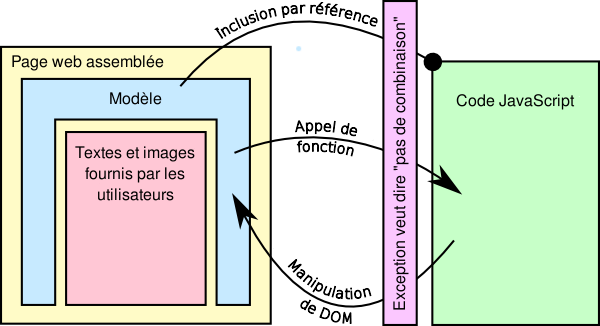 Page web assemblée
Modèle
Textes et images
fournis par les
utilisateurs
Inclusion par référence
Appel de
fonction
Manipulation
de DOM
Exception veut dire "pas de combinaison"
Code JavaScript